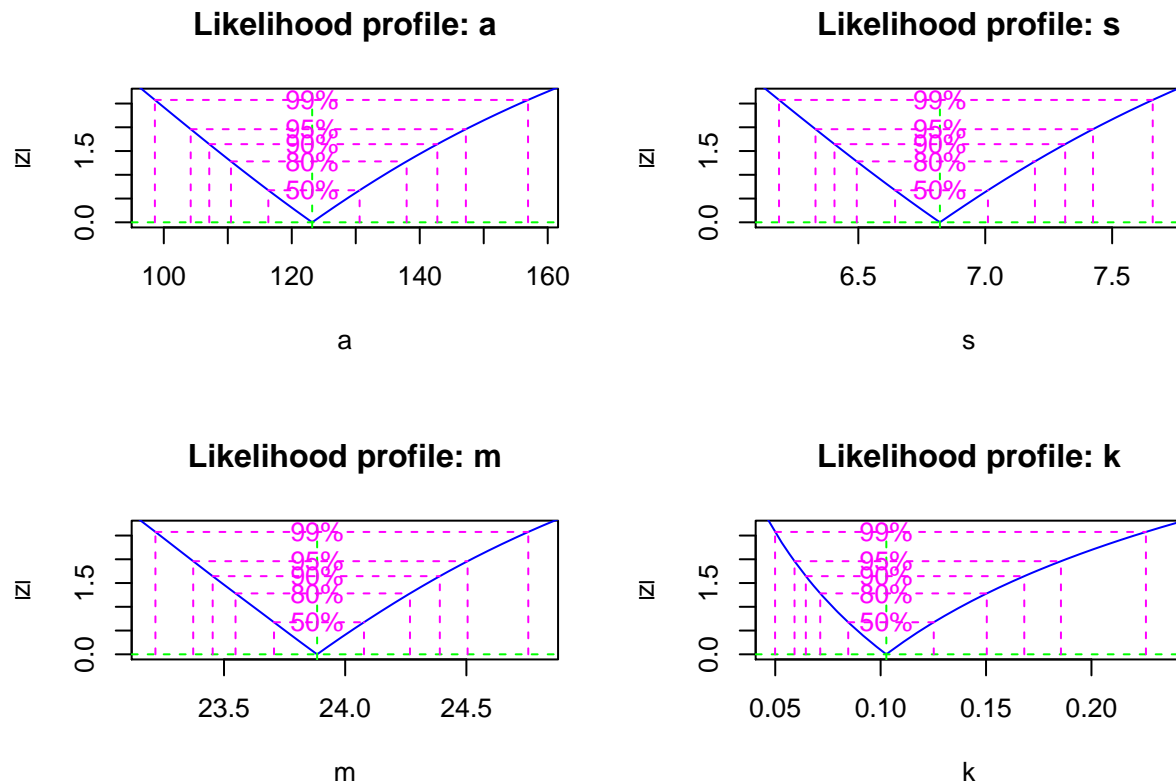 Likelihood profile: a
|z|
0.0 1.5
99%
95%
90%
80%
50%
100 120 140 160
a
Likelihood profile: s
|z|
0.0 1.5
99%
95%
90%
80%
50%
6.5 7.0 7.5
s
Likelihood profile: m
|z|
0.0 1.5
99%
95%
90%
80%
50%
23.5 24.0 24.5
m
Likelihood profile: k
|z|
0.0 1.5
99%
95%
90%
80%
50%
0.05 0.10 0.15 0.20
k